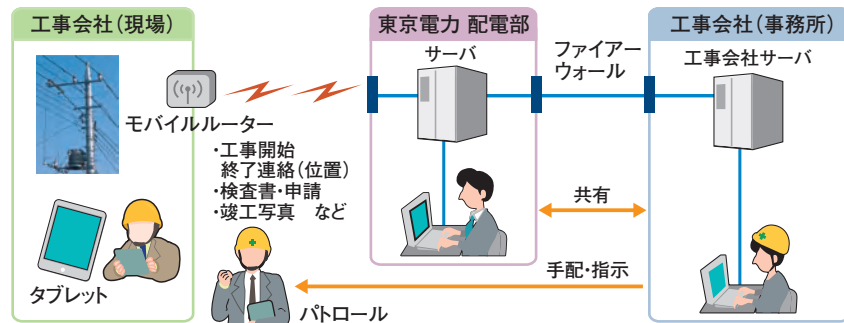 工事会社（現場）
モバイルルーター
・工事開始
終了連絡（位置）
・検査書・申請
・竣工写真　など
タブレット
パトロール
東京電力 配電部
サーバ
ファイアー
ウォール
共有
手配・指示
工事会社（事務所）
工事会社サーバ